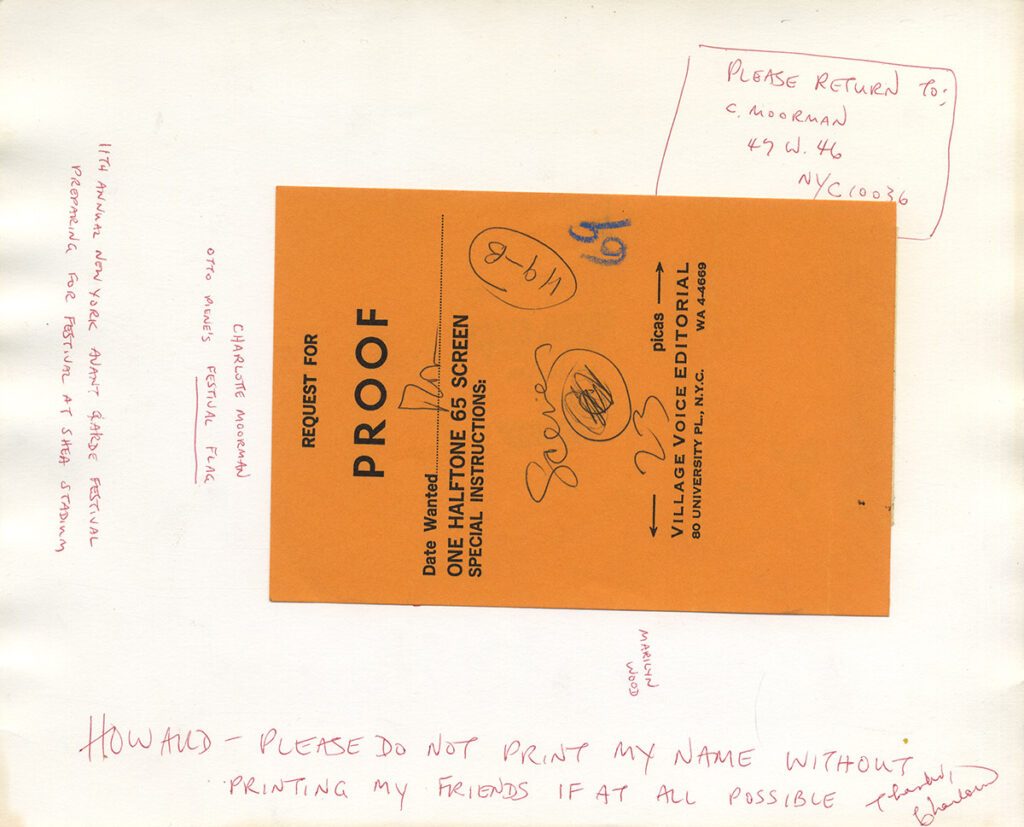 PLEASE RETURN TO:
C. MOORMAN
49 W. 46
NYC 10036
11TH ANNUAL NEW YORK AVANT GARDE FESTIVAL
PREPARING FOR FESTIVAL AT SHEA STADIUM
OTTO PIENE'S FESTIVAL FLAG
CHARLOTTE MOORMAN
REQUEST FOR
PROOF
Date Wanted
ONE HALFTONE 65 SCREEN
SPECIAL INSTRUCTIONS:
49-B
69
Scenes
23
← picas →
VILLAGE VOICE EDITORIAL
80 UNIVERSITY PL., N.Y.C. WA 4-4669
MARILYN
WOOD
HOWARD – PLEASE DO NOT PRINT MY NAME WITHOUT
PRINTING MY FRIENDS IF AT ALL POSSIBLE
Thanks,
Charlotte